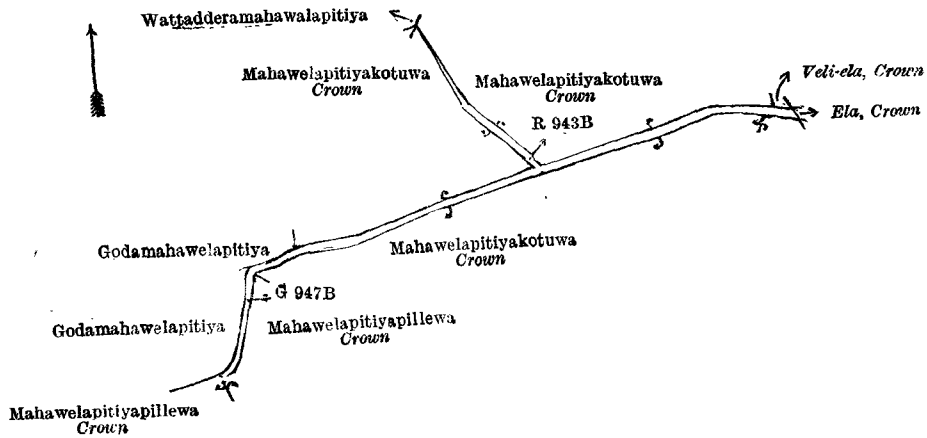 Wattadderamahawalapitiya
Mahawelapitiyakotuwa
Crown
Mahawelapitiyakotuwa
Crown
Veli-ela, Crown
Ela, Crown
R 943B
Godamahawelapitiya
Mahawelapitiyakotuwa
Crown
G 947B
Godamahawelapitiya
Mahawelapitiyapillewa
Crown
Mahawelapitiyapillewa
Crown